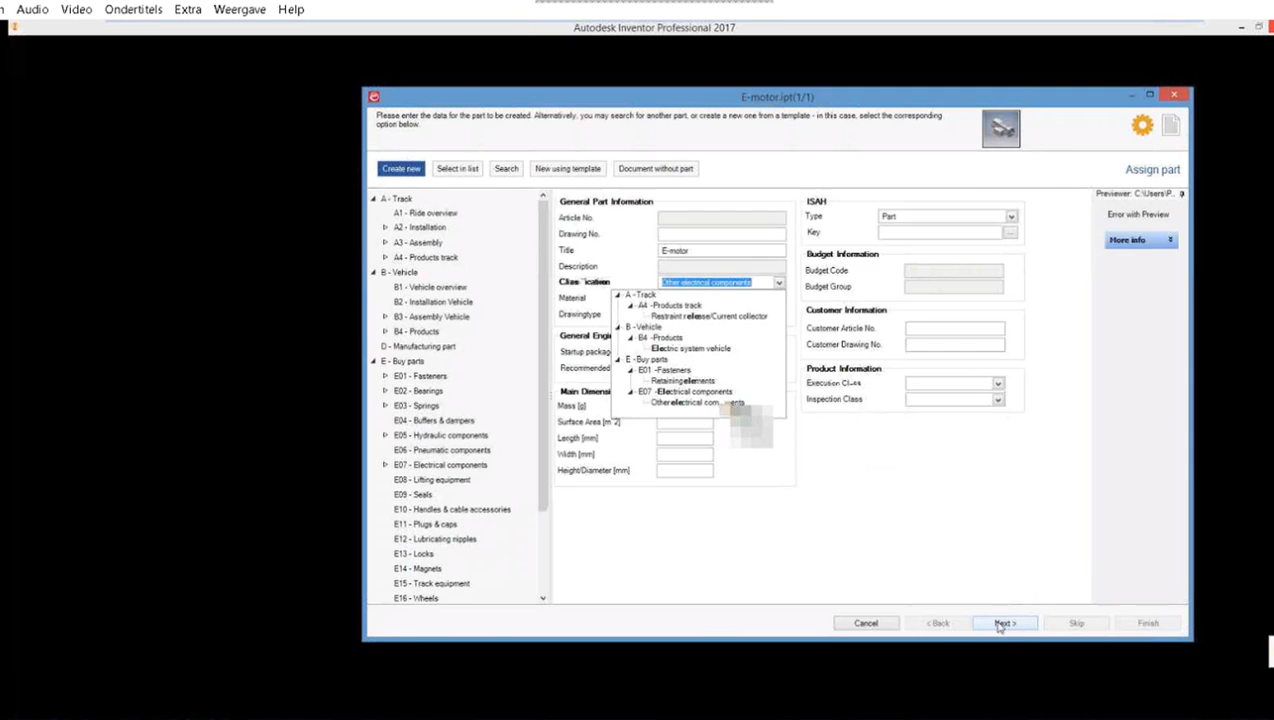 Audio Video Ondertitels Extra Weergave Help
Autodesk Inventor Professional 2017
E-motor.ipt(1/1)
Please enter the data for the part to be created. Alternatively, you may search for another part, or create a new one from a template - in this case, select the corresponding
option below.
Create new Select in list Search New using template Document without part
Assign part
A - Track
A1 - Ride overview
A2 - Installation
A3 - Assembly
A4 - Products track
B - Vehicle
B1 - Vehicle overview
B2 - Installation Vehicle
B3 - Assembly Vehicle
B4 - Products
D - Manufacturing part
E - Buy parts
E01 - Fasteners
E02 - Bearings
E03 - Springs
E04 - Buffers & dampers
E05 - Hydraulic components
E06 - Pneumatic components
E07 - Electrical components
E08 - Lifting equipment
E09 - Seals
E10 - Handles & cable accessories
E11 - Plugs & caps
E12 - Lubricating nipples
E13 - Locks
E14 - Magnets
E15 - Track equipment
E16 - Wheels
General Part Information
Article No.
Drawing No.
Title E-motor
Description
Other electrical components
Material
Drawingtype
A - Track
A4 - Products track
Restraint release/Current collector
B - Vehicle
B4 - Products
Electric system vehicle
E - Buy parts
E01 - Fasteners
Retaining elements
E07 - Electrical components
Other electrical
General
Startup
Recommended
Main
Mass [g]
Surface Area
Length [mm]
Width [mm]
Height/Diameter [mm]
ISAH
Type Part
Key ...
Budget Information
Budget Code
Budget Group
Customer Information
Customer Article No.
Customer Drawing No.
Product Information
Execution Class
Inspection Class
Previewer: C:\Users\P...
Error with Preview
More info
Cancel < Back Next > Skip Finish